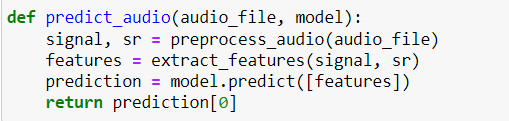 def predict_audio(audio_file, model):
    signal, sr = preprocess_audio(audio_file)
    features = extract_features(signal, sr)
    prediction = model.predict([features])
    return prediction[0]